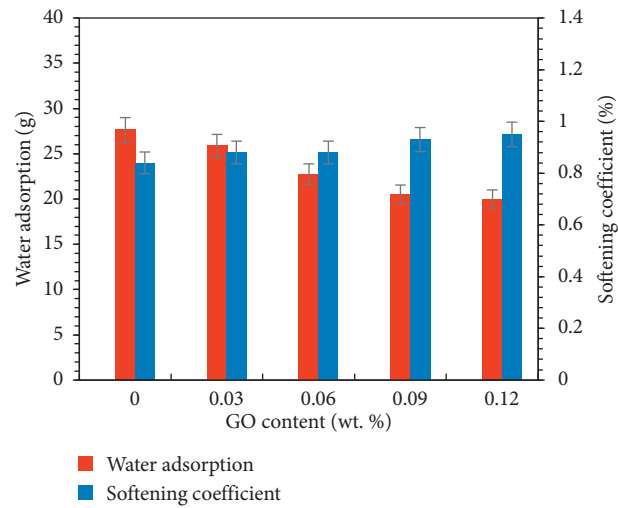 40
35
30
25
20
15
10
5
0
Water adsorption (g)
1.4
1.2
1
0.8
0.6
0.4
0.2
0
Softening coefficient (%)
0 0.03 0.06 0.09 0.12
GO content (wt. %)
Water adsorption
Softening coefficient